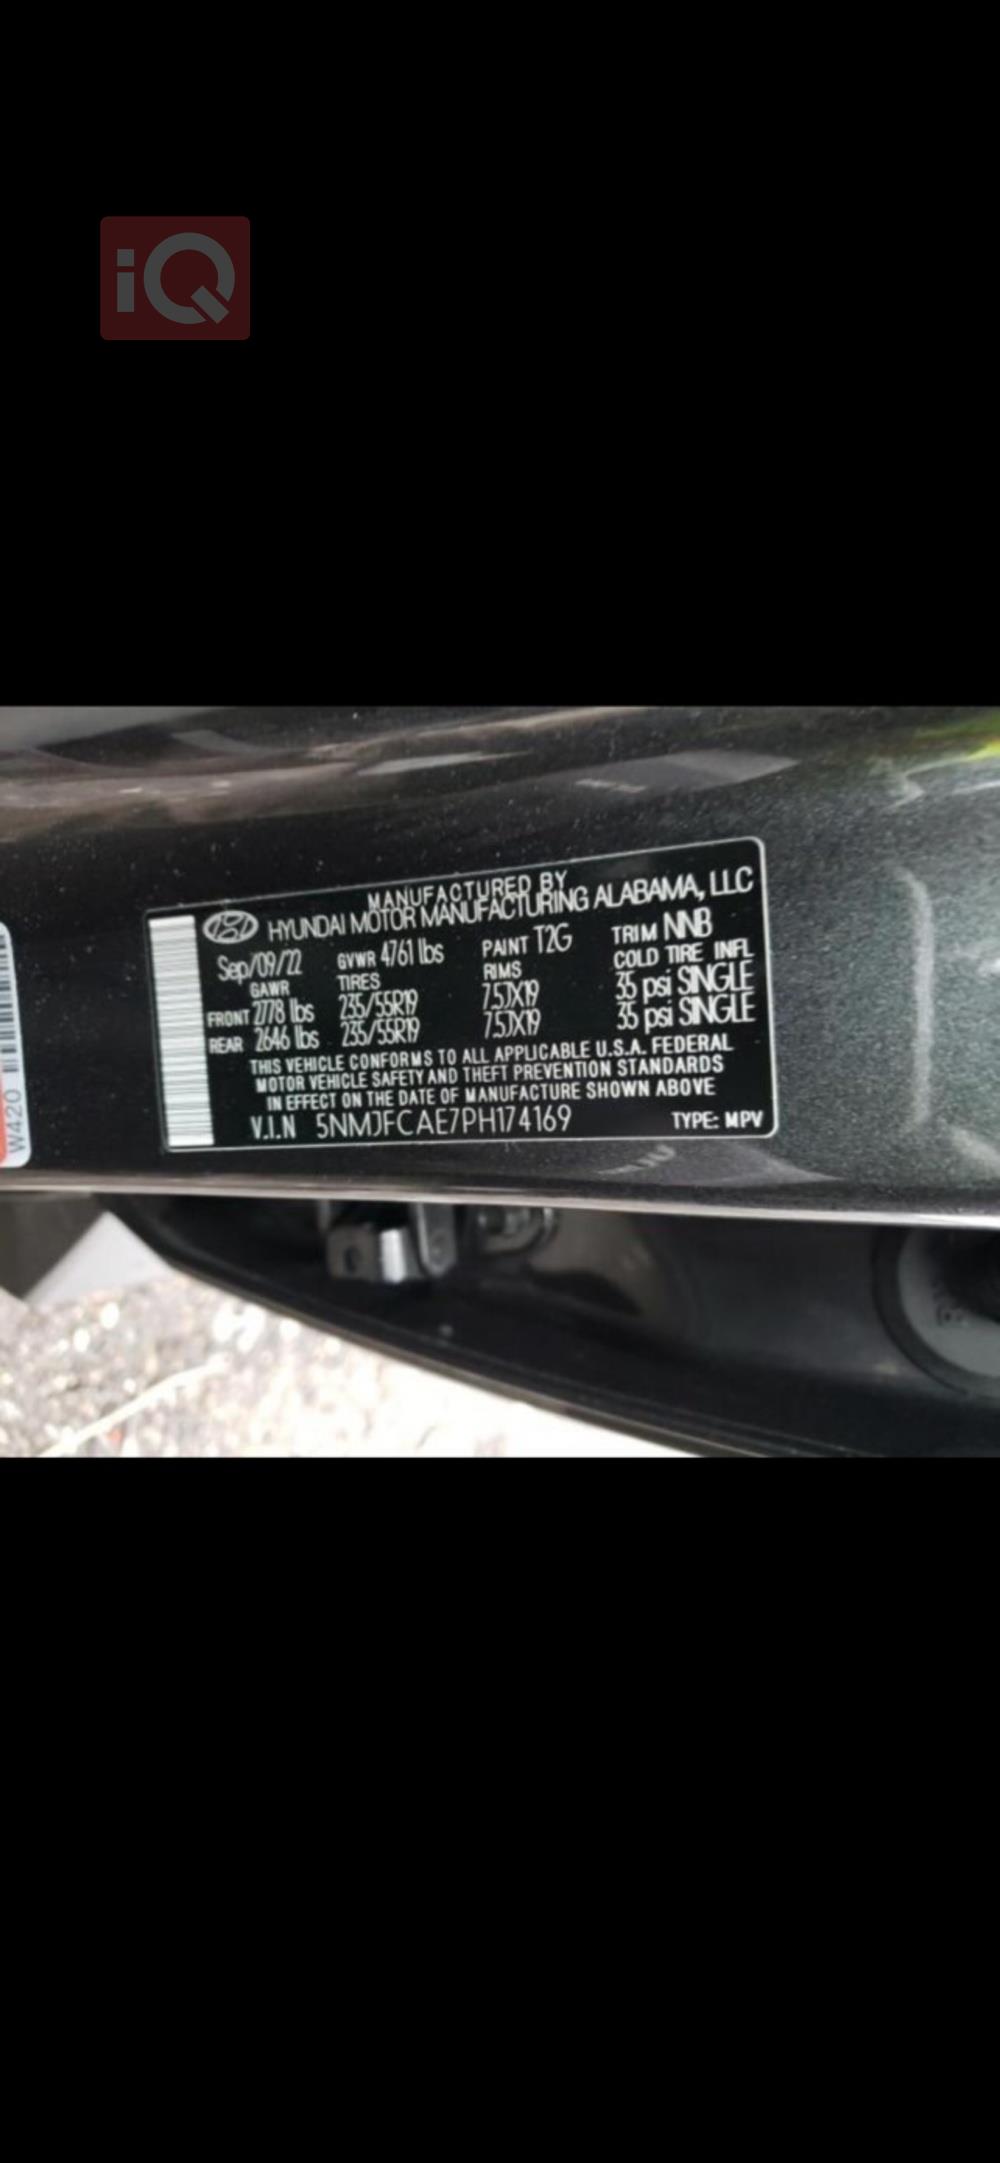 iQ
MANUFACTURED BY
HYUNDAI MOTOR MANUFACTURING ALABAMA, LLC
Sep/09/22 GVWR 4761 lbs PAINT T2G TRIM NNB
GAWR TIRES RIMS COLD TIRE INFL
FRONT 2778 lbs 235/55R19 7.5JX19 35 psi SINGLE
REAR 2646 lbs 235/55R19 7.5JX19 35 psi SINGLE
THIS VEHICLE CONFORMS TO ALL APPLICABLE U.S.A. FEDERAL
MOTOR VEHICLE SAFETY AND THEFT PREVENTION STANDARDS
IN EFFECT ON THE DATE OF MANUFACTURE SHOWN ABOVE
V.I.N 5NMJFCAE7PH174169 TYPE: MPV
W420